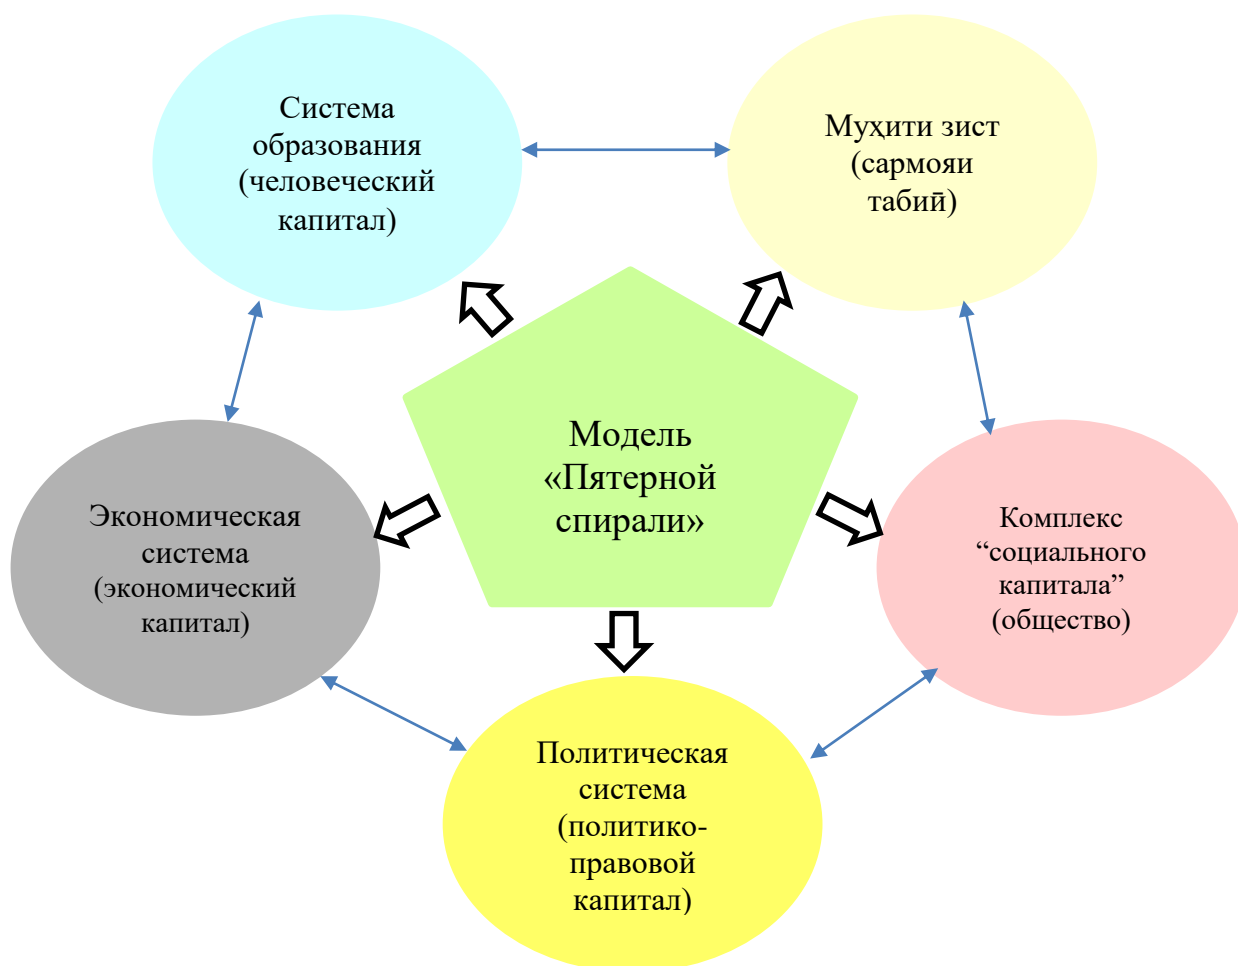 Система
образования
(человеческий
капитал)
Муҳити зист
(сармояи
табиӣ)
Модель
«Пятерной
спирали»
Экономическая
система
(экономический
капитал)
Комплекс
“социального
капитала”
(общество)
Политическая
система
(политико-
правовой
капитал)